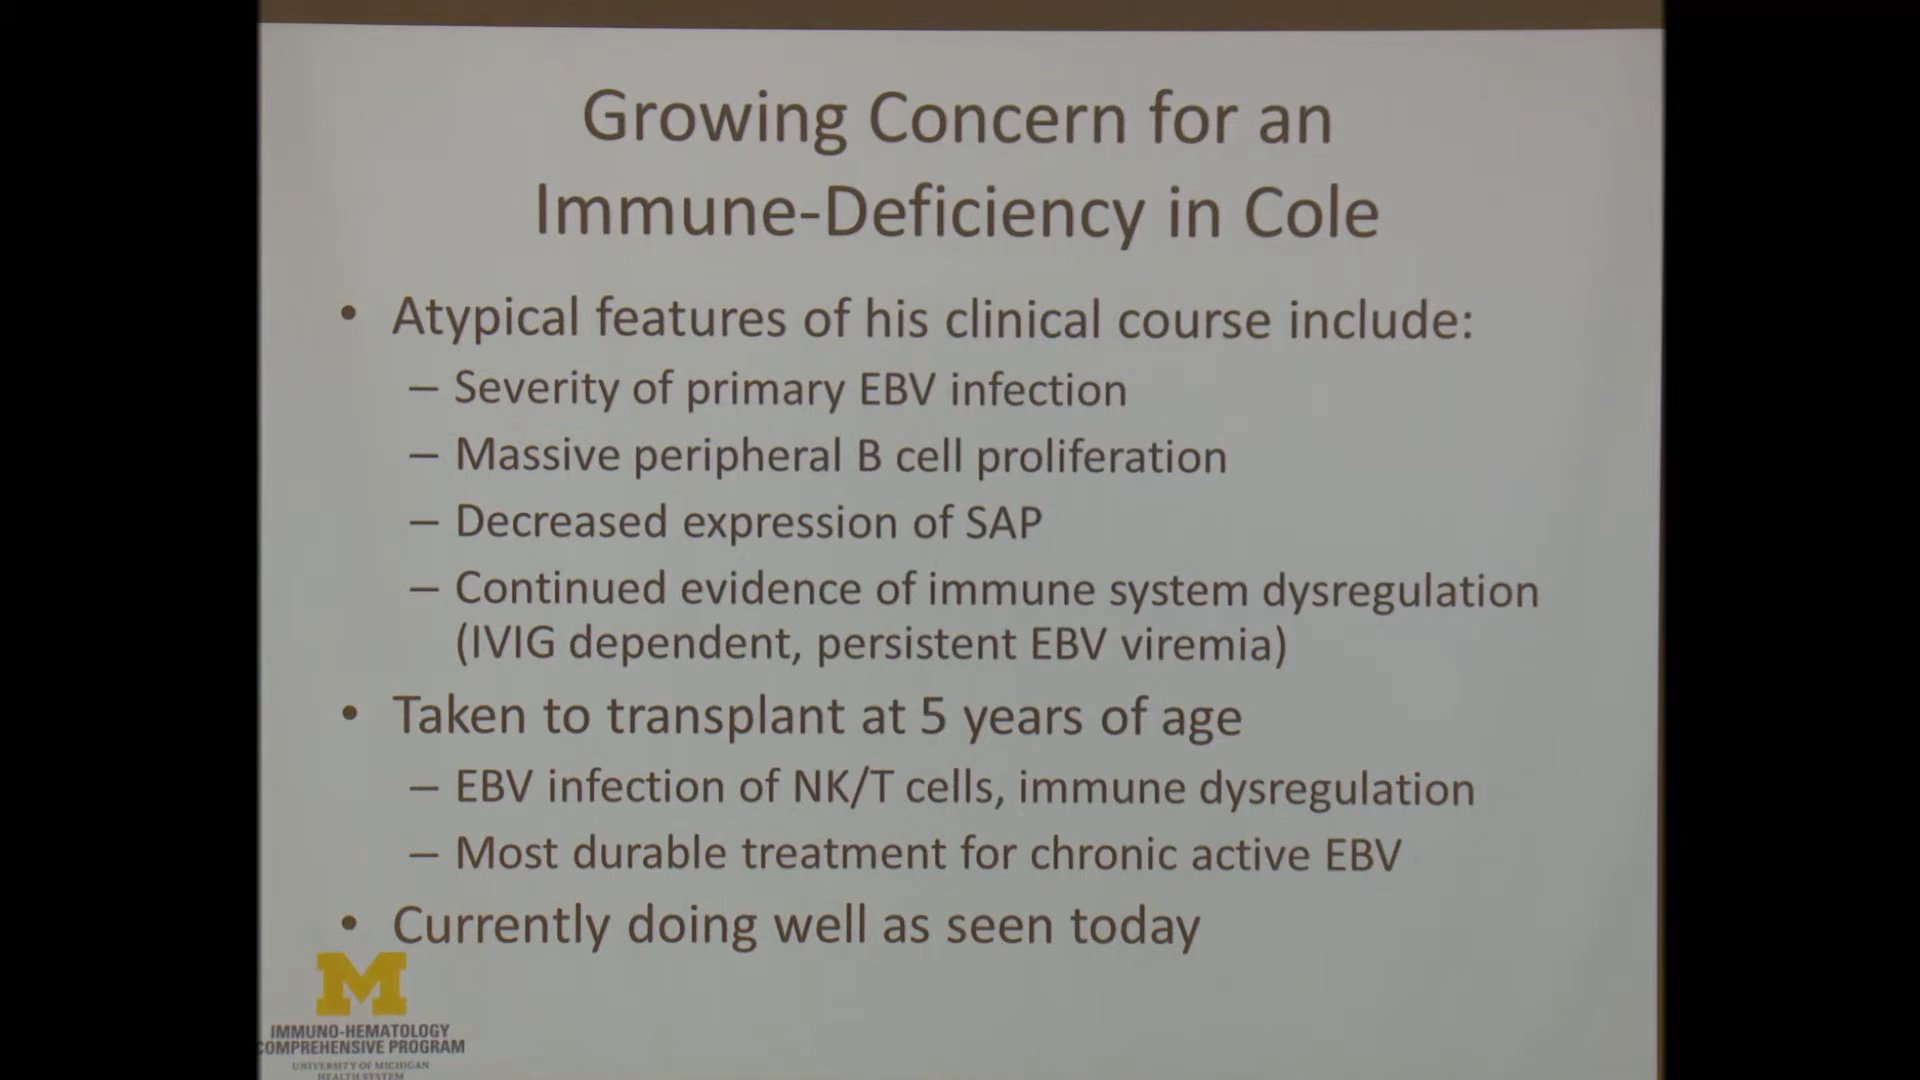 Growing Concern for an
Immune-Deficiency in Cole
• Atypical features of his clinical course include:
– Severity of primary EBV infection
– Massive peripheral B cell proliferation
– Decreased expression of SAP
– Continued evidence of immune system dysregulation
(IVIG dependent, persistent EBV viremia)
• Taken to transplant at 5 years of age
– EBV infection of NK/T cells, immune dysregulation
– Most durable treatment for chronic active EBV
• Currently doing well as seen today
M
IMMUNO-HEMATOLOGY
COMPREHENSIVE PROGRAM
UNIVERSITY OF MICHIGAN
HEALTH SYSTEM